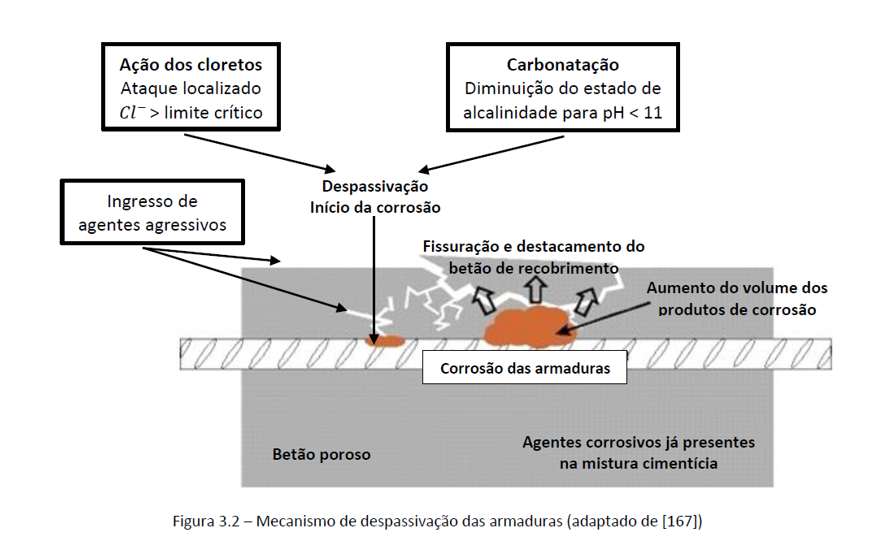 Ação dos cloretos
Ataque localizado
Cl⁻ > limite crítico
Carbonatação
Diminuição do estado de
alcalinidade para pH < 11
Despassivação
Início da corrosão
Ingresso de
agentes agressivos
Fissuração e destacamento do
betão de recobrimento
Aumento do volume dos
produtos de corrosão
Corrosão das armaduras
Betão poroso
Agentes corrosivos já presentes
na mistura cimentícia
Figura 3.2 – Mecanismo de despassivação das armaduras (adaptado de [167])